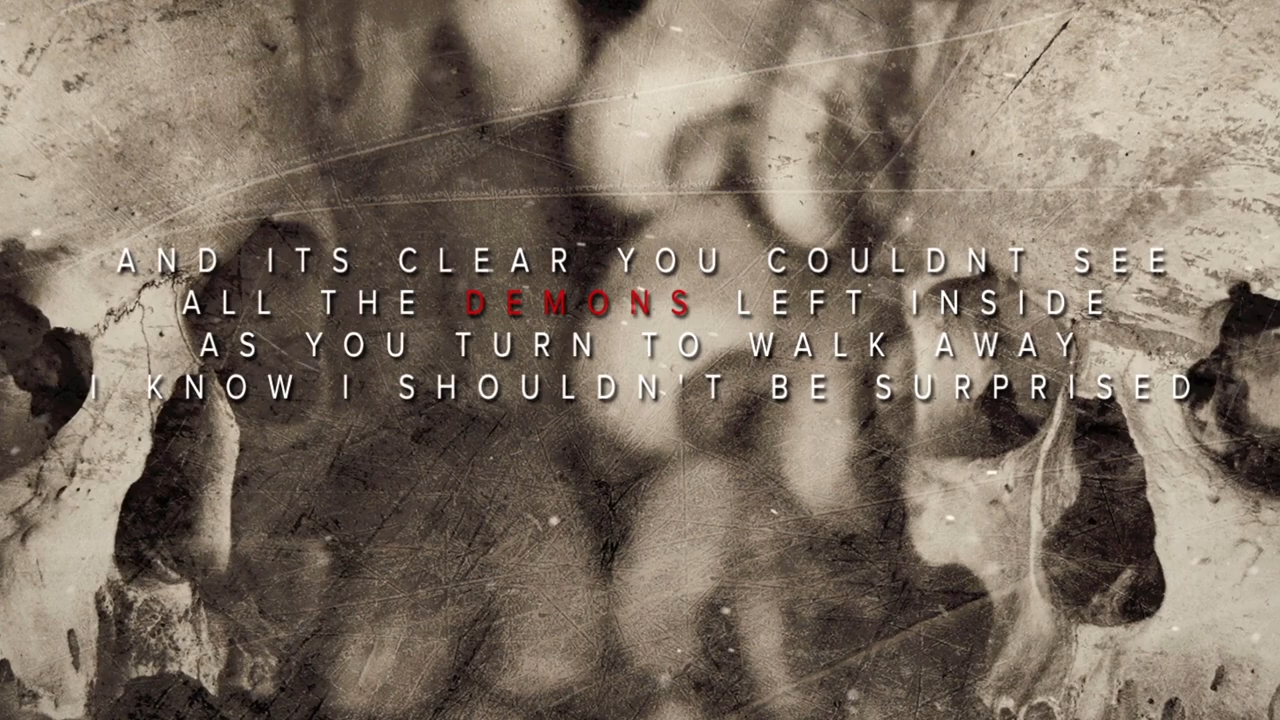 AND ITS CLEAR YOU COULDNT SEE
ALL THE DEMONS LEFT INSIDE
AS YOU TURN TO WALK AWAY
I KNOW I SHOULDN'T BE SURPRISED